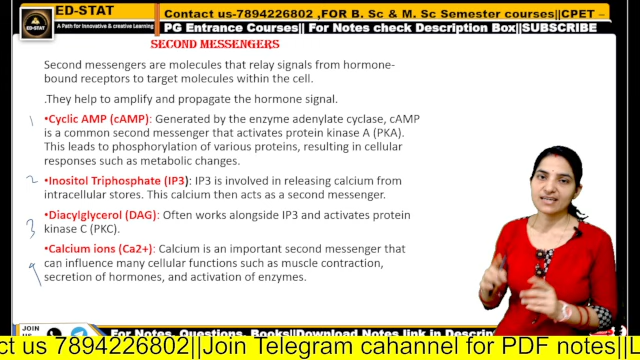 ED-STAT
A Path for Innovative & creative Learning
Contact us-7894226802 ,FOR B. Sc & M. Sc Semester courses||CPET –
PG Entrance Courses|| For Notes check Description Box||SUBSCRIBE
SECOND MESSENGERS
Second messengers are molecules that relay signals from hormone-
bound receptors to target molecules within the cell.
.They help to amplify and propagate the hormone signal.
1 •Cyclic AMP (cAMP): Generated by the enzyme adenylate cyclase, cAMP
is a common second messenger that activates protein kinase A (PKA).
This leads to phosphorylation of various proteins, resulting in cellular
responses such as metabolic changes.
2 •Inositol Triphosphate (IP3): IP3 is involved in releasing calcium from
intracellular stores. This calcium then acts as a second messenger.
3 •Diacylglycerol (DAG): Often works alongside IP3 and activates protein
kinase C (PKC).
4 •Calcium ions (Ca2+): Calcium is an important second messenger that
can influence many cellular functions such as muscle contraction,
secretion of hormones, and activation of enzymes.
JOIN
US
For Notes, Questions, Books||Download Notes link in Descri
ct us 7894226802||Join Telegram cahannel for PDF notes||